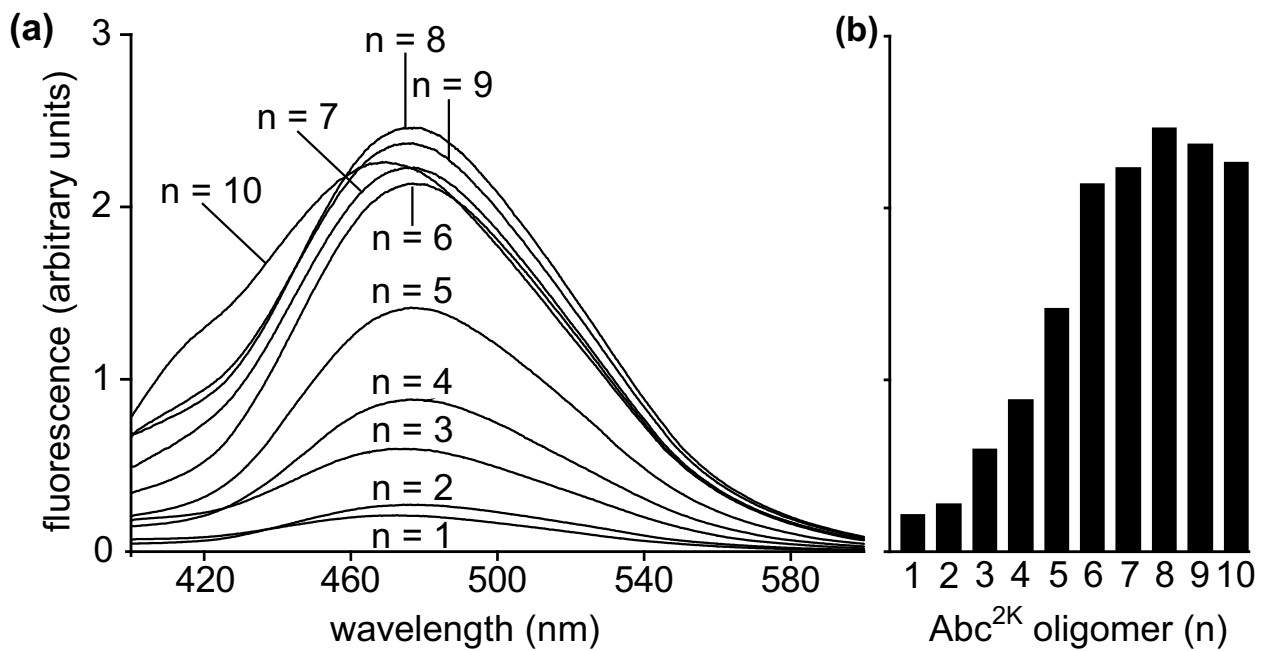 (a)
fluorescence (arbitrary units)
3
2
1
0
n = 8
n = 9
n = 7
n = 10
n = 6
n = 5
n = 4
n = 3
n = 2
n = 1
420 460 500 540 580
wavelength (nm)
(b)
1 2 3 4 5 6 7 8 9 10
Abc²ᴷ oligomer (n)